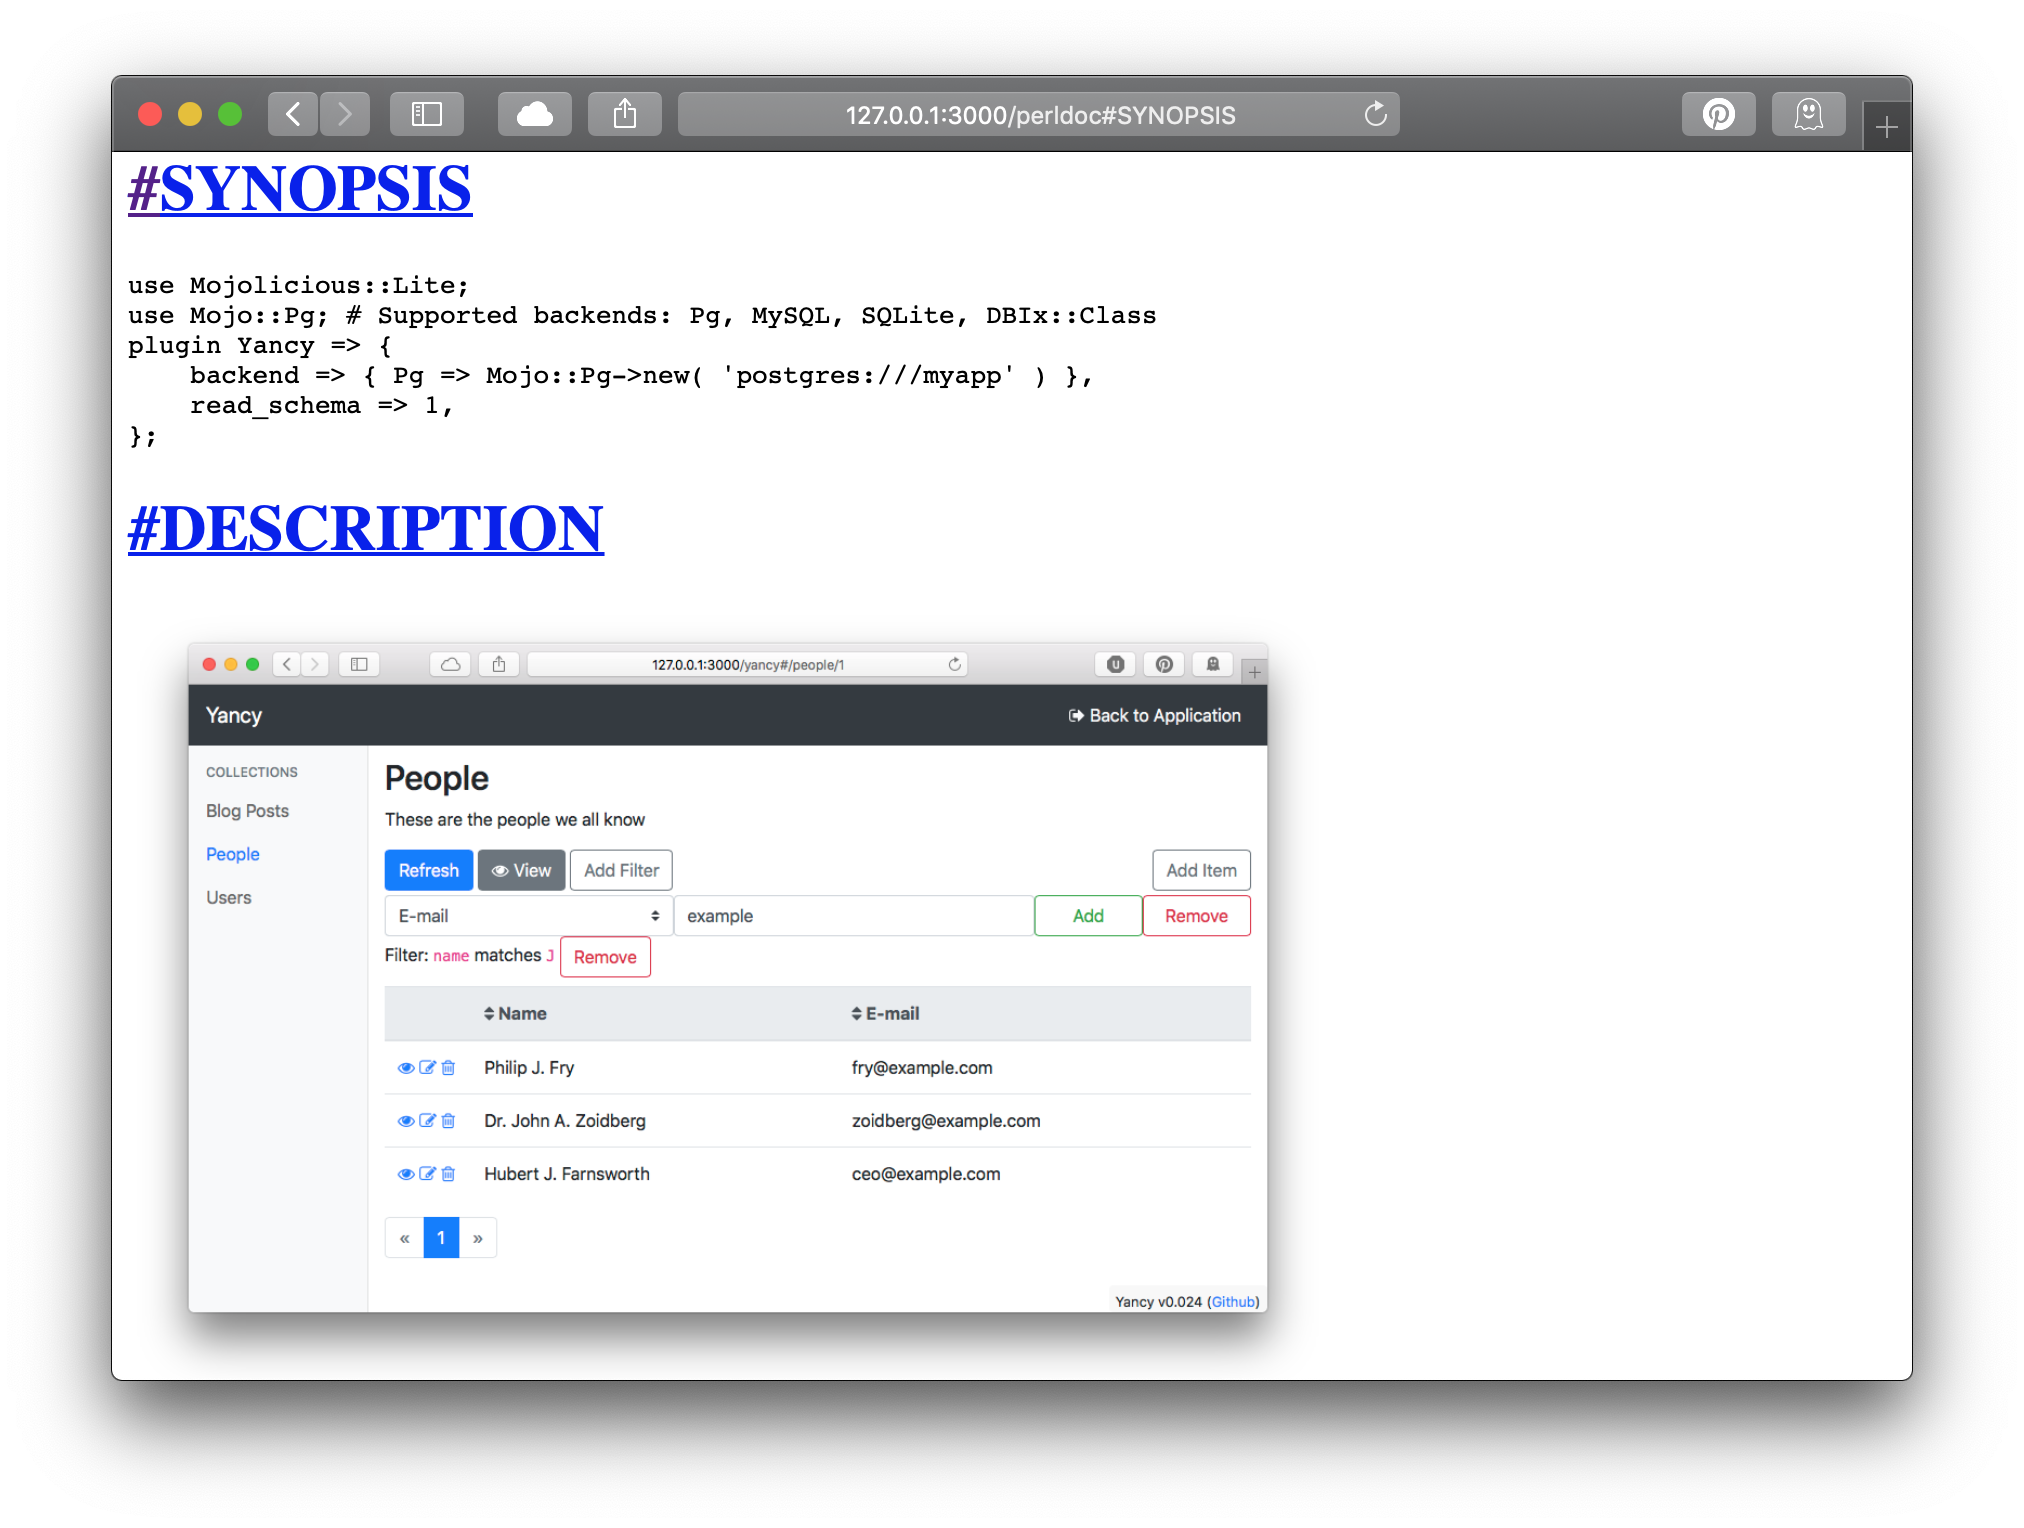 127.0.0.1:3000/perldoc#SYNOPSIS
#SYNOPSIS
use Mojolicious::Lite;
use Mojo::Pg; # Supported backends: Pg, MySQL, SQLite, DBIx::Class
plugin Yancy => {
    backend => { Pg => Mojo::Pg->new( 'postgres:///myapp' ) },
    read_schema => 1,
};
#DESCRIPTION
127.0.0.1:3000/yancy#/people/1
Yancy
Back to Application
COLLECTIONS
Blog Posts
People
Users
People
These are the people we all know
Refresh View Add Filter Add Item
E-mail example Add Remove
Filter: name matches J Remove
Name E-mail
Philip J. Fry fry@example.com
Dr. John A. Zoidberg zoidberg@example.com
Hubert J. Farnsworth ceo@example.com
« 1 »
Yancy v0.024 (Github)